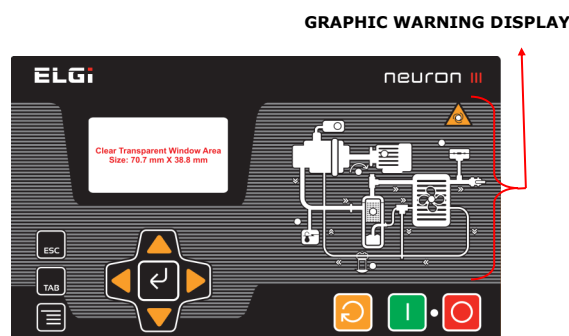 GRAPHIC WARNING DISPLAY
ELGi
neuron III
Clear Transparent Window Area
Size: 70.7 mm X 38.8 mm
ESC
TAB